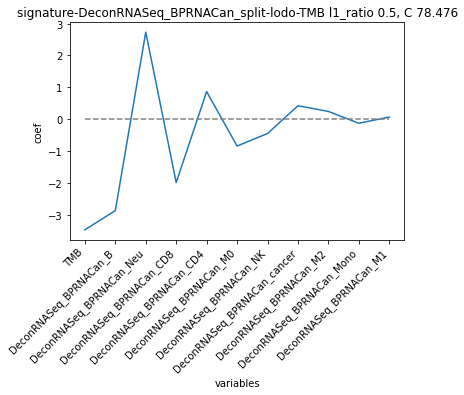 signature-DeconRNASeq_BPRNACan_split-lodo-TMB l1_ratio 0.5, C 78.476
3
2
1
0
−1
−2
−3
coef
TMB
DeconRNASeq_BPRNACan_B
DeconRNASeq_BPRNACan_Neu
DeconRNASeq_BPRNACan_CD8
DeconRNASeq_BPRNACan_CD4
DeconRNASeq_BPRNACan_M0
DeconRNASeq_BPRNACan_NK
DeconRNASeq_BPRNACan_cancer
DeconRNASeq_BPRNACan_M2
DeconRNASeq_BPRNACan_Mono
DeconRNASeq_BPRNACan_M1
variables